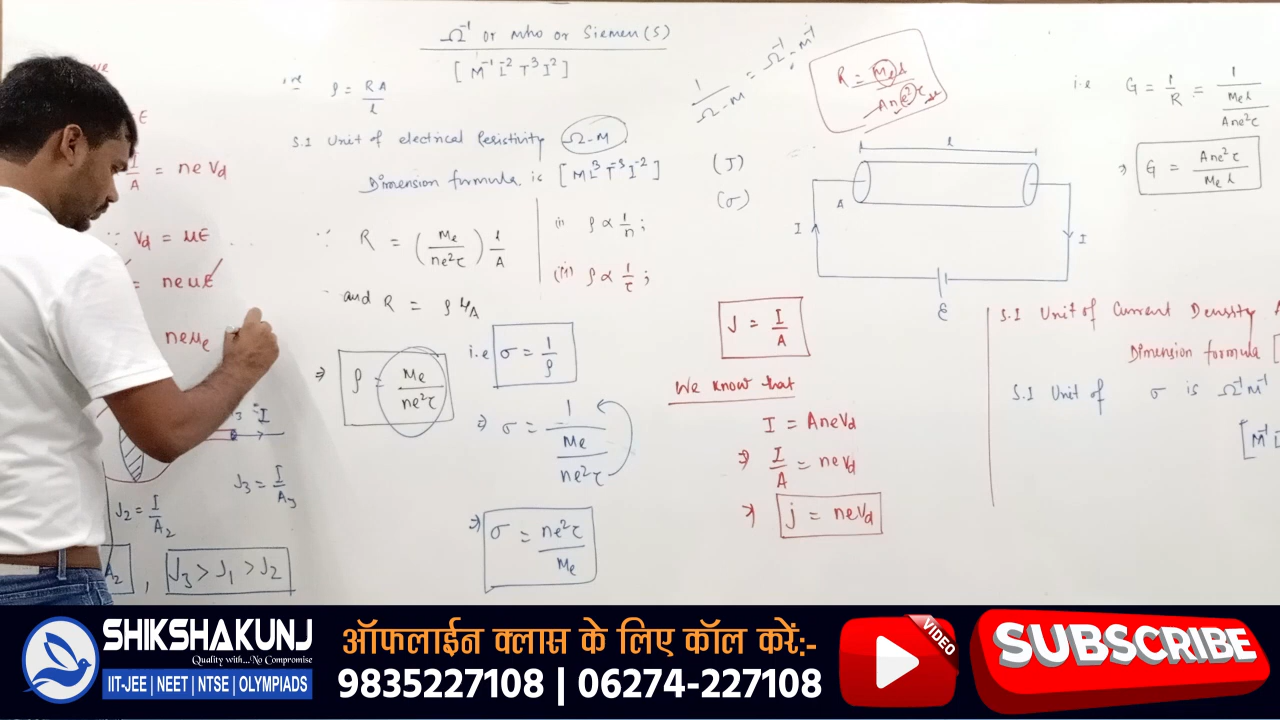 Ω⁻¹ or mho or Siemen(s)
[M⁻¹ L⁻² T³ I²]
ρ = RA/l
S.I Unit of electrical Resistivity Ω-M
Dimension formula is [M L³ T⁻³ I⁻²]
∵ R = (Me/ne²τ) l/A
and R = ρ l/A
⇒ ρ = Me/ne²τ
(i) ρ ∝ 1/n ;
(ii) ρ ∝ 1/τ ;
i.e σ = 1/ρ
⇒ σ = 1/(Me/ne²τ)
⇒ σ = ne²τ/Me
I/A = neVd
∵ Vd = μE
= neμE
neμe
I
J3 = I/A3
J2 = I/A2
A2 , J3 > J1 > J2
1/Ω-M = Ω⁻¹-M⁻¹
R = Me l/Ane²τ
(J)
(σ)
l
A
I
I
ε
J = I/A
We know that
I = AneVd
⇒ I/A = neVd
⇒ j = neVd
i.e G = 1/R = 1/(Me l/Ane²τ)
⇒ G = Ane²τ/Me l
S.I Unit of Current Density A
Dimension formula [
S.I Unit of σ is Ω⁻¹M⁻¹
SHIKSHAKUNJ
Quality with...No Compromise
IIT-JEE | NEET | NTSE | OLYMPIADS
ऑफलाईन क्लास के लिए कॉल करें:-
9835227108 | 06274-227108
VIDEO
SUBSCRIBE